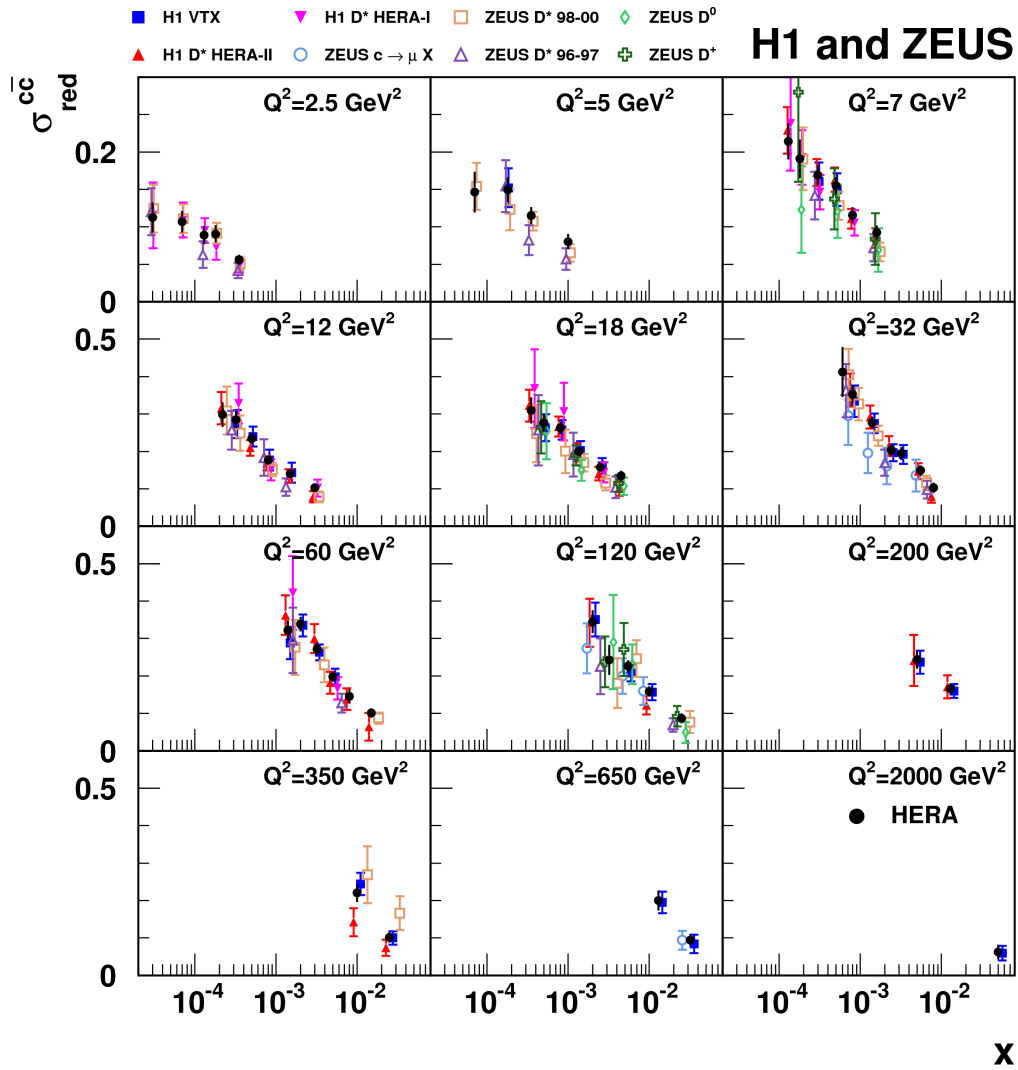 H1 VTX
H1 D* HERA-I
ZEUS D* 98-00
ZEUS D⁰
H1 D* HERA-II
ZEUS c → μ X
ZEUS D* 96-97
ZEUS D⁺
H1 and ZEUS
σ_red^cc̄
Q²=2.5 GeV²
Q²=5 GeV²
Q²=7 GeV²
0.2
0
Q²=12 GeV²
Q²=18 GeV²
Q²=32 GeV²
0.5
0
Q²=60 GeV²
Q²=120 GeV²
Q²=200 GeV²
0.5
0
Q²=350 GeV²
Q²=650 GeV²
Q²=2000 GeV²
0.5
HERA
0
10⁻⁴ 10⁻³ 10⁻² 10⁻⁴ 10⁻³ 10⁻² 10⁻⁴ 10⁻³ 10⁻²
x